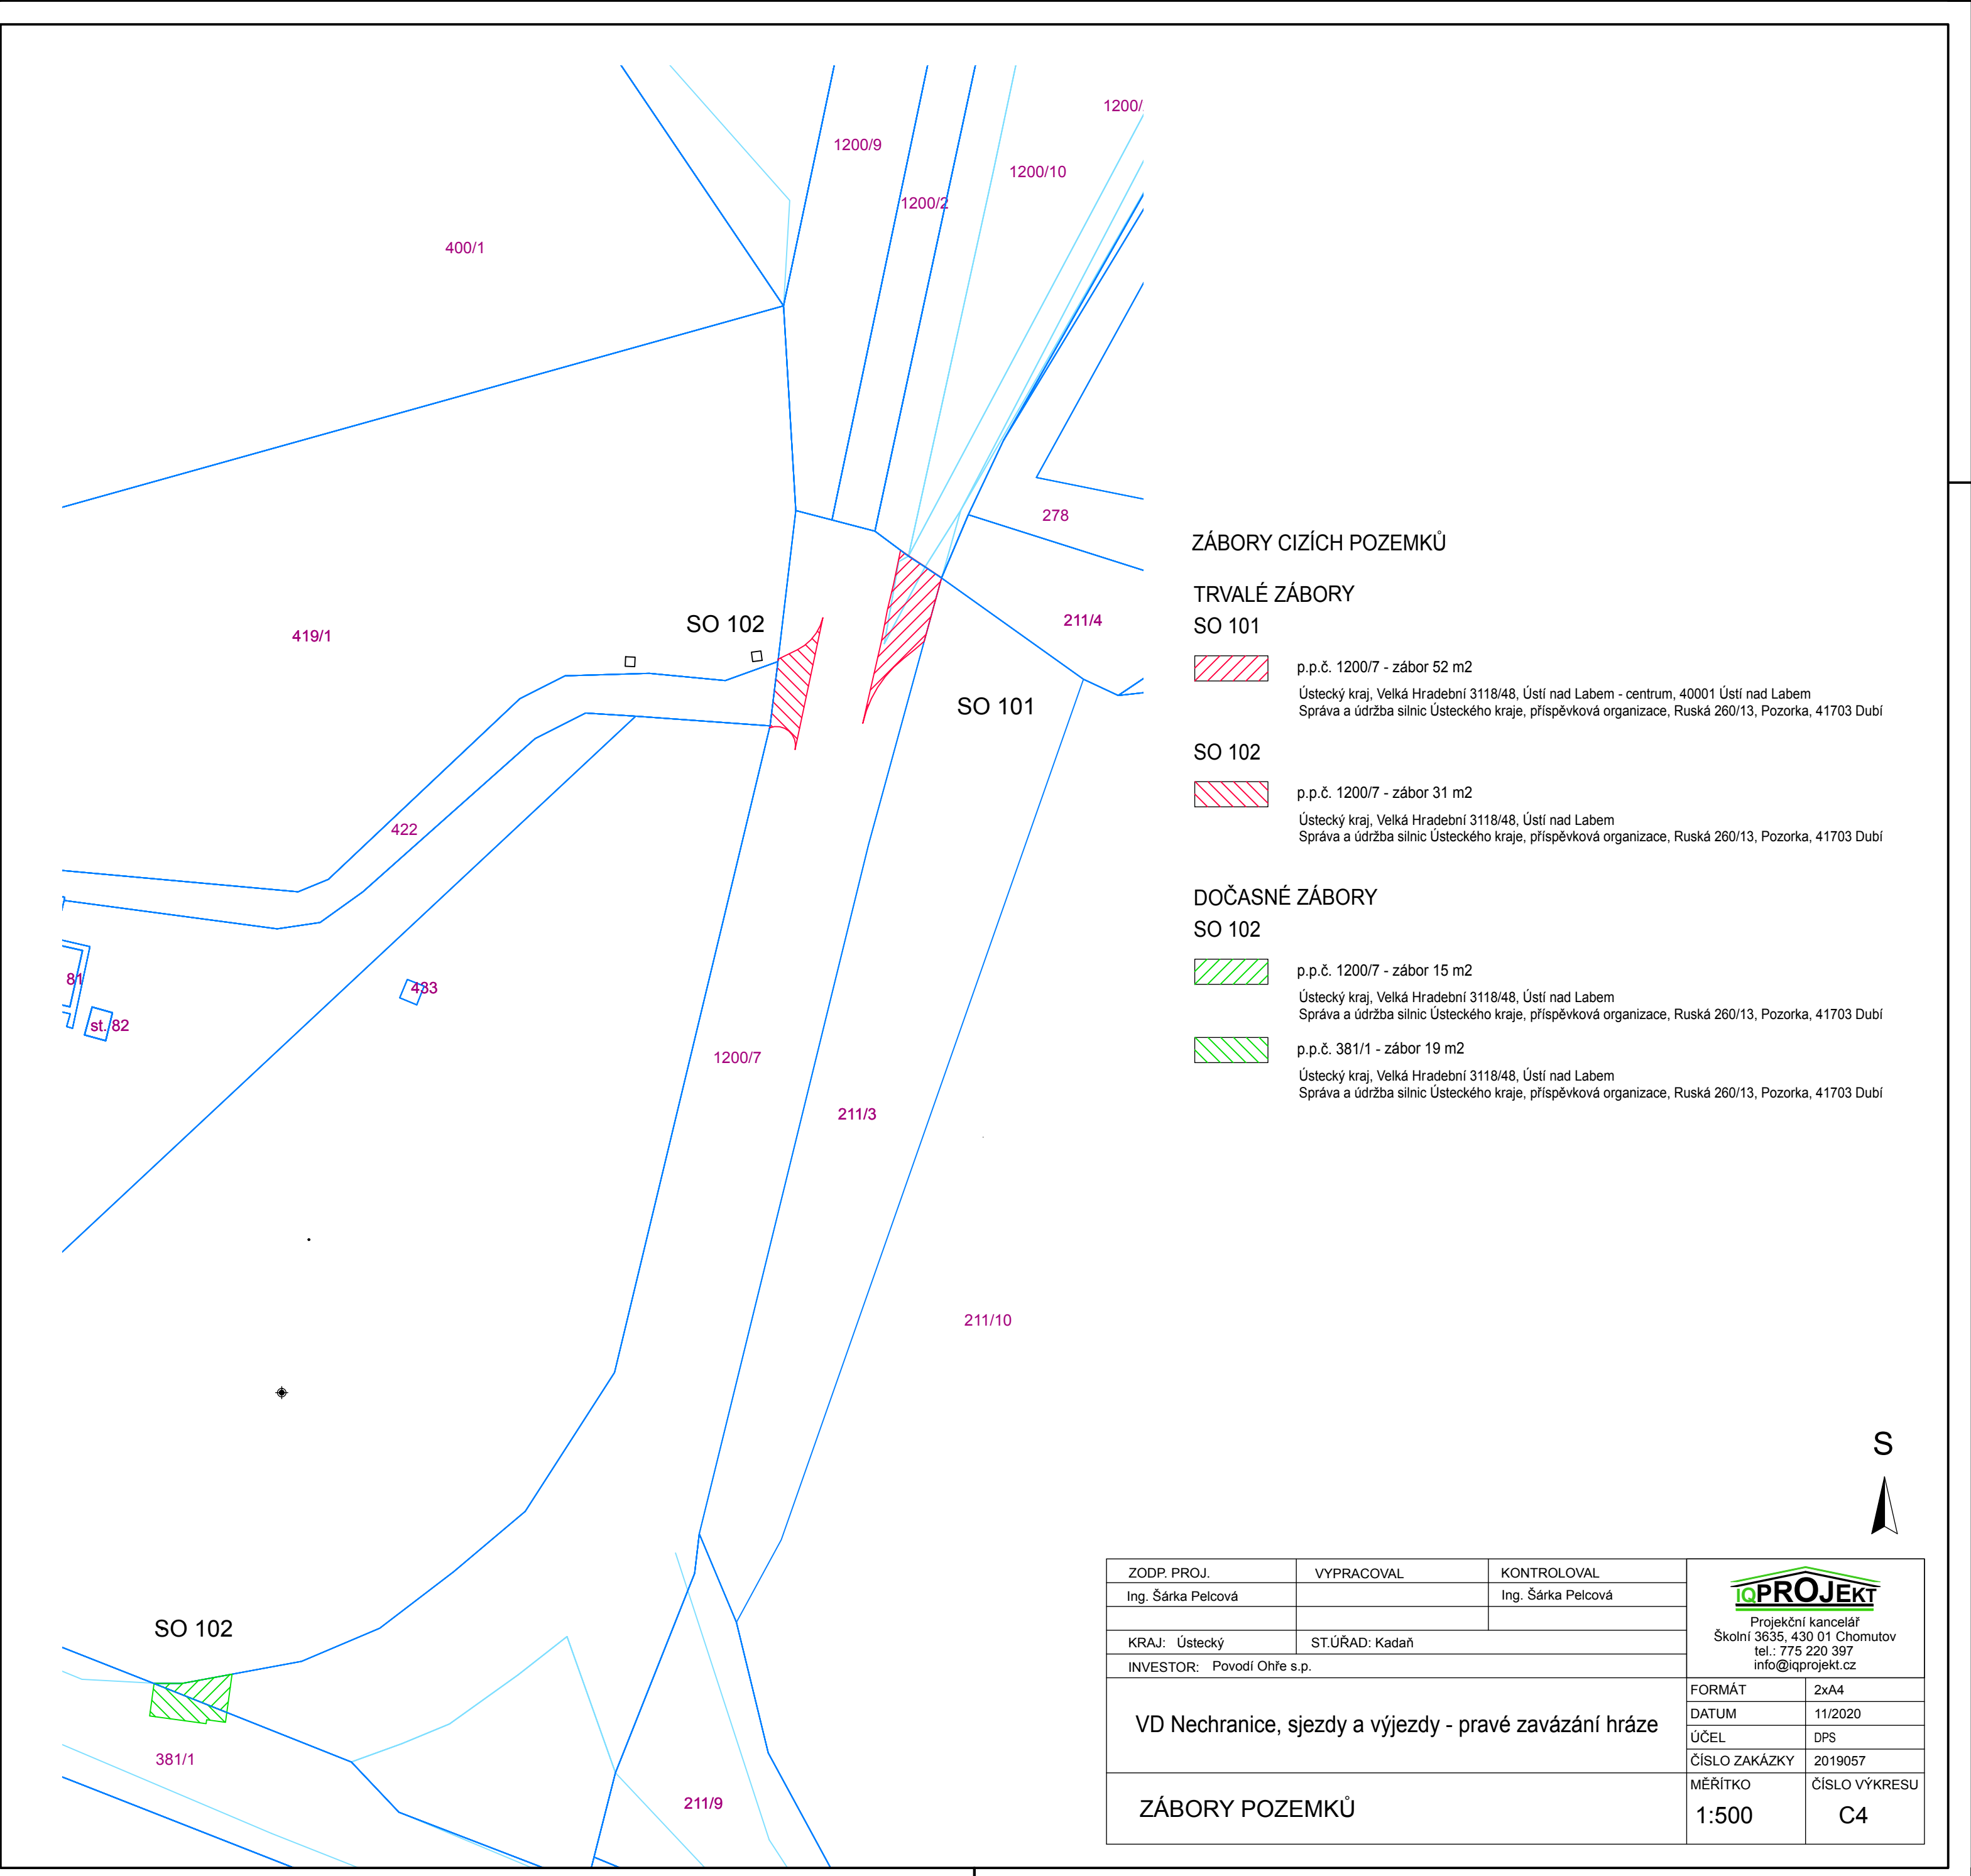 1200/
1200/9
1200/10
1200/2
400/1
278
419/1
SO 102
211/4
SO 101
422
81
433
st. 82
1200/7
211/3
211/10
SO 102
381/1
211/9
ZÁBORY CIZÍCH POZEMKŮ
TRVALÉ ZÁBORY
SO 101
p.p.č. 1200/7 - zábor 52 m2
Ústecký kraj, Velká Hradební 3118/48, Ústí nad Labem - centrum, 40001 Ústí nad Labem
Správa a údržba silnic Ústeckého kraje, příspěvková organizace, Ruská 260/13, Pozorka, 41703 Dubí
SO 102
p.p.č. 1200/7 - zábor 31 m2
Ústecký kraj, Velká Hradební 3118/48, Ústí nad Labem
Správa a údržba silnic Ústeckého kraje, příspěvková organizace, Ruská 260/13, Pozorka, 41703 Dubí
DOČASNÉ ZÁBORY
SO 102
p.p.č. 1200/7 - zábor 15 m2
Ústecký kraj, Velká Hradební 3118/48, Ústí nad Labem
Správa a údržba silnic Ústeckého kraje, příspěvková organizace, Ruská 260/13, Pozorka, 41703 Dubí
p.p.č. 381/1 - zábor 19 m2
Ústecký kraj, Velká Hradební 3118/48, Ústí nad Labem
Správa a údržba silnic Ústeckého kraje, příspěvková organizace, Ruská 260/13, Pozorka, 41703 Dubí
S
ZODP. PROJ. VYPRACOVAL KONTROLOVAL
Ing. Šárka Pelcová Ing. Šárka Pelcová
KRAJ: Ústecký ST.ÚŘAD: Kadaň
INVESTOR: Povodí Ohře s.p.
IQPROJEKT
Projekční kancelář
Školní 3635, 430 01 Chomutov
tel.: 775 220 397
info@iqprojekt.cz
VD Nechranice, sjezdy a výjezdy - pravé zavázání hráze
FORMÁT 2xA4
DATUM 11/2020
ÚČEL DPS
ČÍSLO ZAKÁZKY 2019057
ZÁBORY POZEMKŮ
MĚŘÍTKO ČÍSLO VÝKRESU
1:500 C4